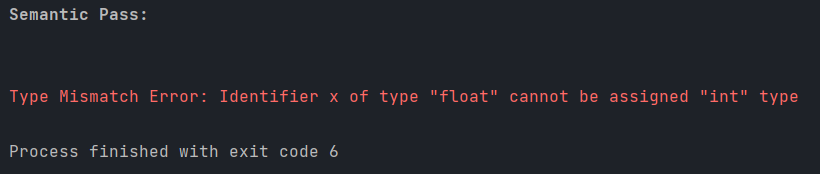 Semantic Pass:
Type Mismatch Error: Identifier x of type "float" cannot be assigned "int" type
Process finished with exit code 6